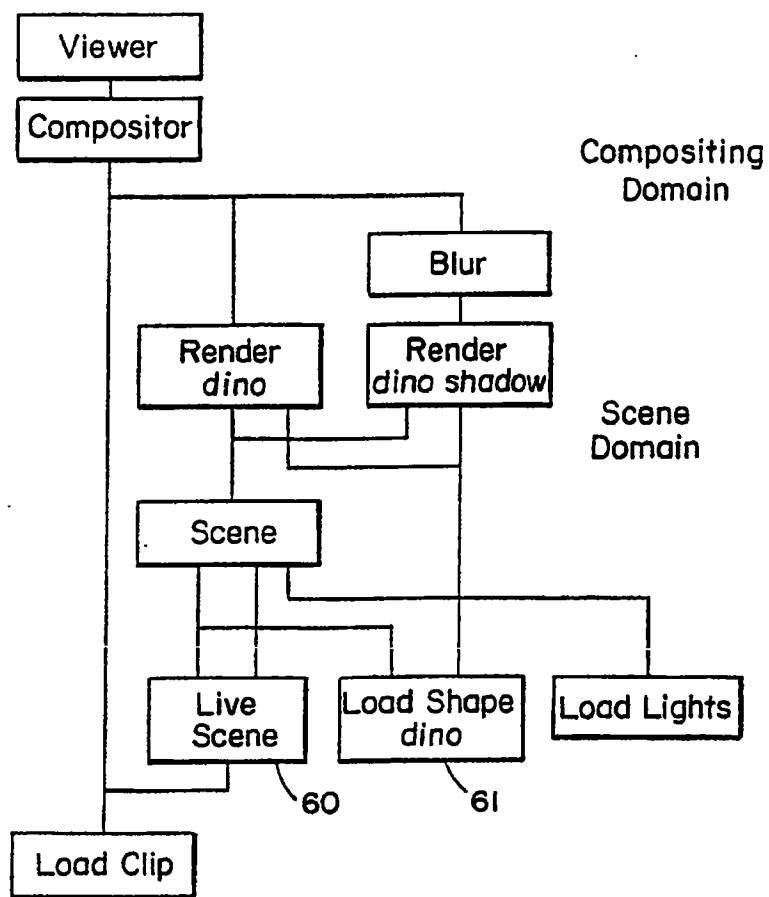 Viewer
Compositor
Compositing
Domain
Blur
Render
dino
Render
dino shadow
Scene
Domain
Scene
Live
Scene
Load Shape
dino
Load Lights
60
61
Load Clip